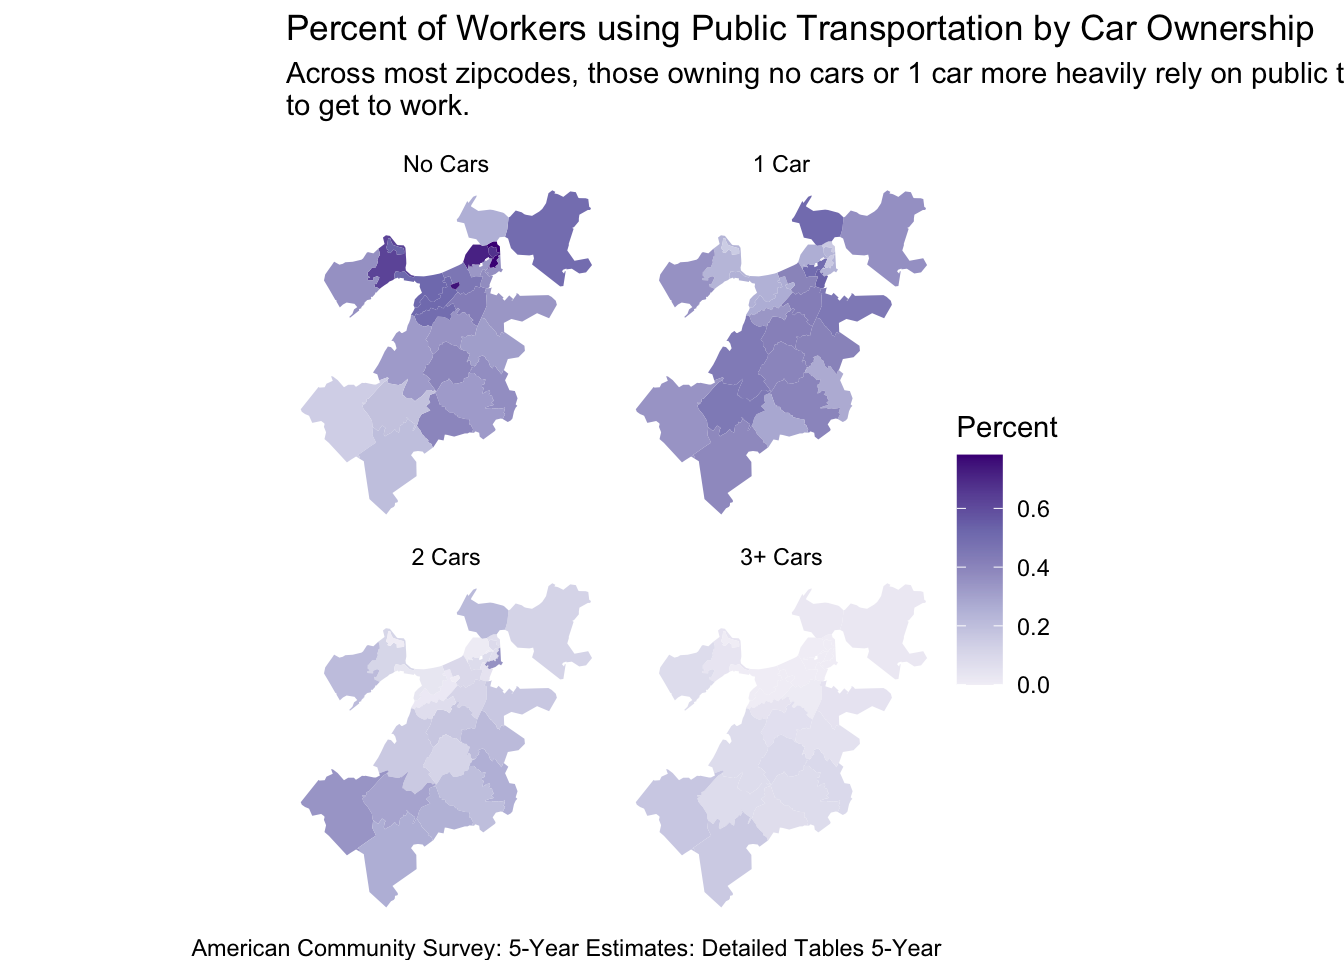 Percent of Workers using Public Transportation by Car Ownership
Across most zipcodes, those owning no cars or 1 car more heavily rely on public
to get to work.
No Cars
1 Car
2 Cars
3+ Cars
Percent
0.6
0.4
0.2
0.0
American Community Survey: 5-Year Estimates: Detailed Tables 5-Year